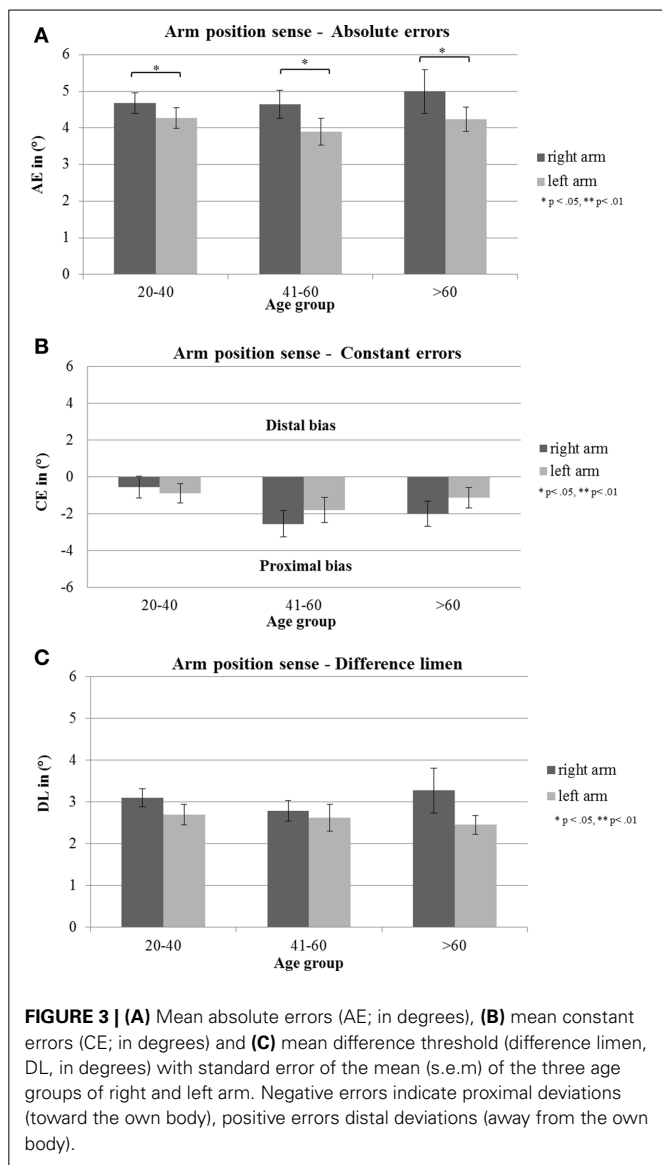 A
Arm position sense - Absolute errors
6
5
4
3
2
1
0
AE in (°)
*
*
*
20-40
41-60
>60
Age group
right arm
left arm
* p < .05, ** p< .01
B
Arm position sense - Constant errors
6
4
2
0
-2
-4
-6
CE in (°)
Distal bias
Proximal bias
20-40
41-60
>60
Age group
right arm
left arm
* p< .05, ** p< .01
C
Arm position sense - Difference limen
6
5
4
3
2
1
0
DL in (°)
20-40
41-60
>60
Age group
right arm
left arm
* p < .05, ** p< .01
FIGURE 3 | (A) Mean absolute errors (AE; in degrees), (B) mean constant
errors (CE; in degrees) and (C) mean difference threshold (difference limen,
DL, in degrees) with standard error of the mean (s.e.m) of the three age
groups of right and left arm. Negative errors indicate proximal deviations
(toward the own body), positive errors distal deviations (away from the own
body).